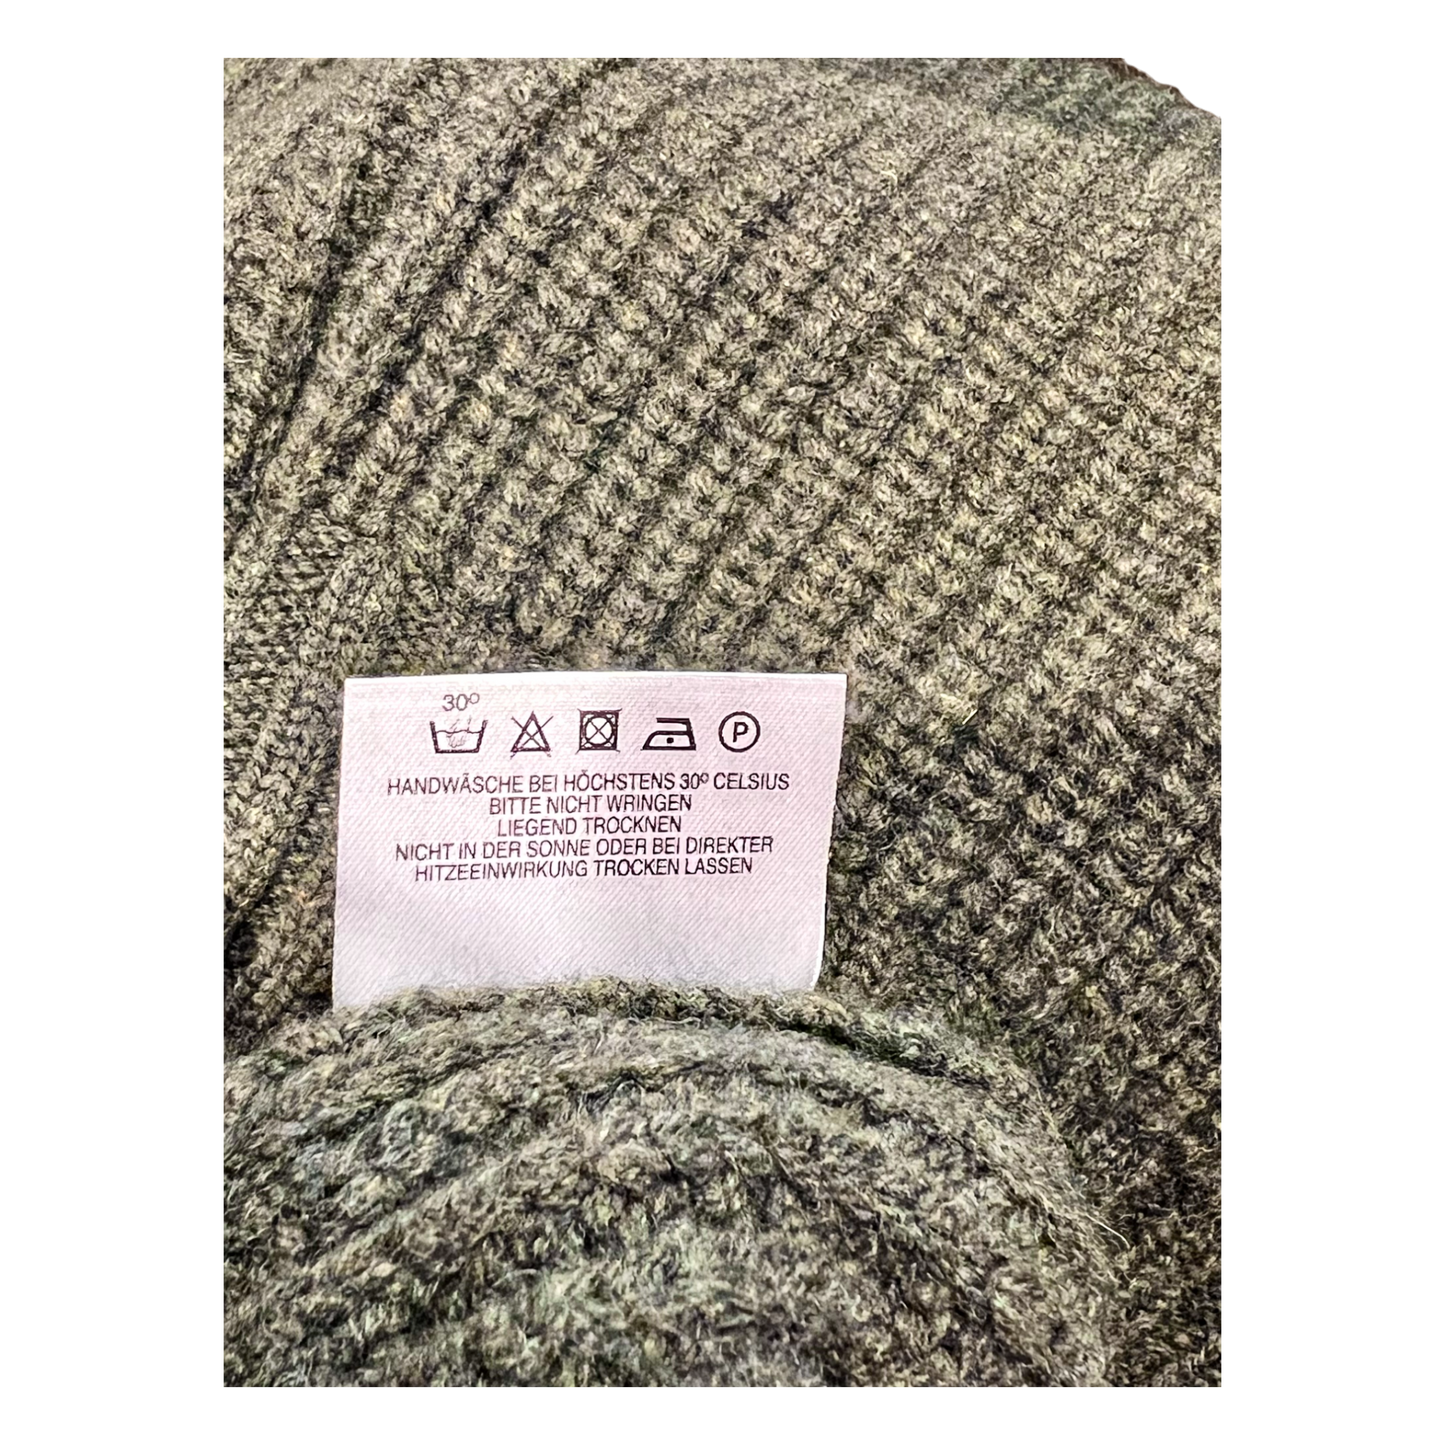 30°
P
HANDWÄSCHE BEI HÖCHSTENS 30° CELSIUS
BITTE NICHT WRINGEN
LIEGEND TROCKNEN
NICHT IN DER SONNE ODER BEI DIREKTER
HITZEEINWIRKUNG TROCKEN LASSEN